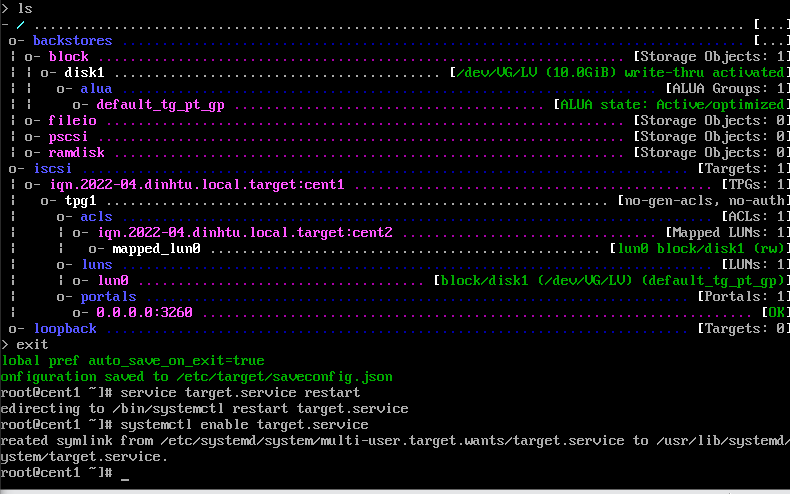 > ls
- / ..................................................................................... [...]
 o- backstores .......................................................................... [...]
 | o- block .............................................................. [Storage Objects: 1]
 | | o- disk1 ........................................ [/dev/VG/LV (10.0GiB) write-thru activated]
 | |   o- alua ............................................................... [ALUA Groups: 1]
 | |     o- default_tg_pt_gp ................................... [ALUA state: Active/optimized]
 | o- fileio ............................................................. [Storage Objects: 0]
 | o- pscsi .............................................................. [Storage Objects: 0]
 | o- ramdisk ............................................................ [Storage Objects: 0]
 o- iscsi ........................................................................ [Targets: 1]
 | o- iqn.2022-04.dinhtu.local.target:cent1 ......................................... [TPGs: 1]
 |   o- tpg1 ........................................................... [no-gen-acls, no-auth]
 |     o- acls ...................................................................... [ACLs: 1]
 |     | o- iqn.2022-04.dinhtu.local.target:cent2 ............................ [Mapped LUNs: 1]
 |     |   o- mapped_lun0 ............................................. [lun0 block/disk1 (rw)]
 |     o- luns ...................................................................... [LUNs: 1]
 |     | o- lun0 .................................. [block/disk1 (/dev/VG/LV) (default_tg_pt_gp)]
 |     o- portals ................................................................ [Portals: 1]
 |       o- 0.0.0.0:3260 ................................................................. [OK]
 o- loopback ..................................................................... [Targets: 0]
> exit
lobal pref auto_save_on_exit=true
onfiguration saved to /etc/target/saveconfig.json
root@cent1 ~]# service target.service restart
edirecting to /bin/systemctl restart target.service
root@cent1 ~]# systemctl enable target.service
reated symlink from /etc/systemd/system/multi-user.target.wants/target.service to /usr/lib/systemd/
ystem/target.service.
root@cent1 ~]# _